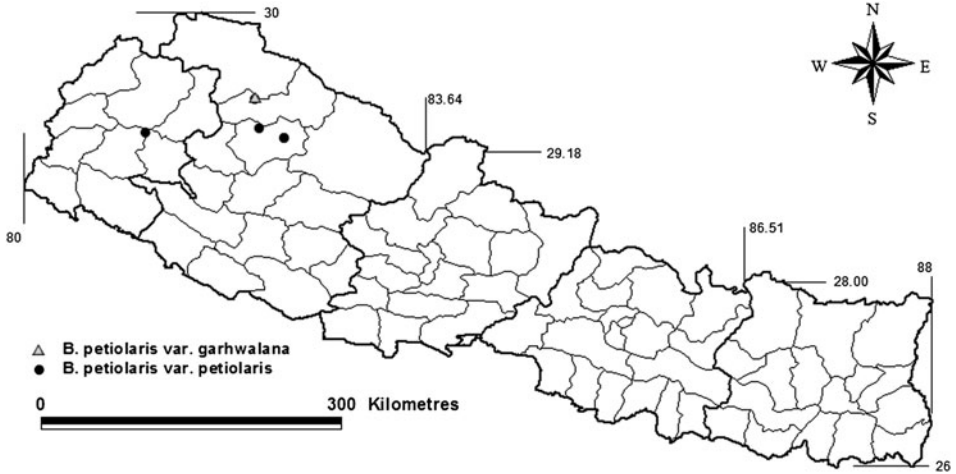 30
N
W E
S
83.64
29.18
80
86.51
28.00
88
B. petiolaris var. garhwalana
B. petiolaris var. petiolaris
0 300 Kilometres
26